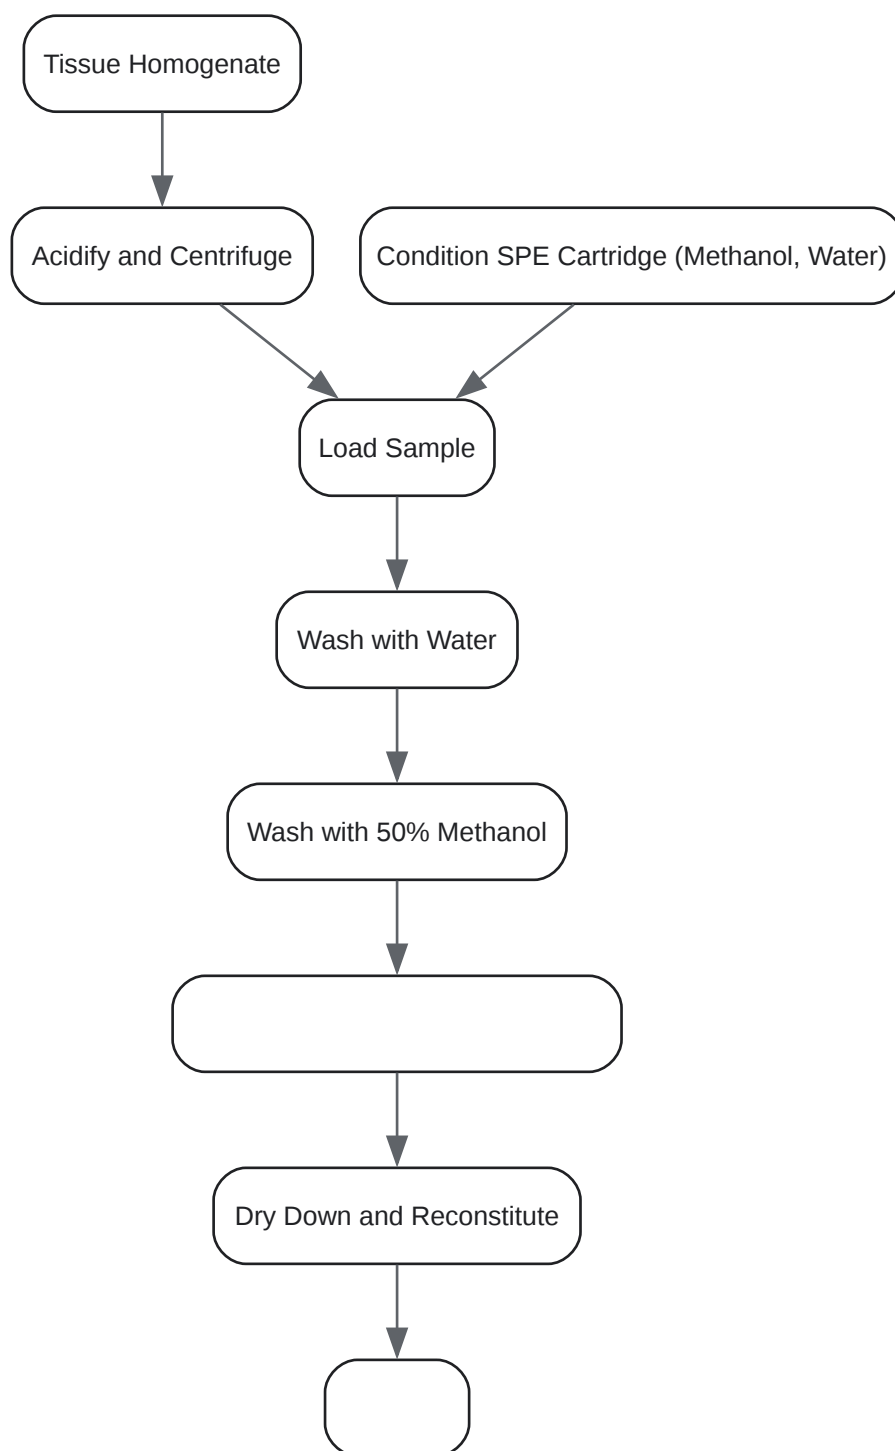 Tissue Homogenate
Acidify and Centrifuge
Condition SPE Cartridge (Methanol, Water)
Load Sample
Wash with Water
Wash with 50% Methanol
Dry Down and Reconstitute